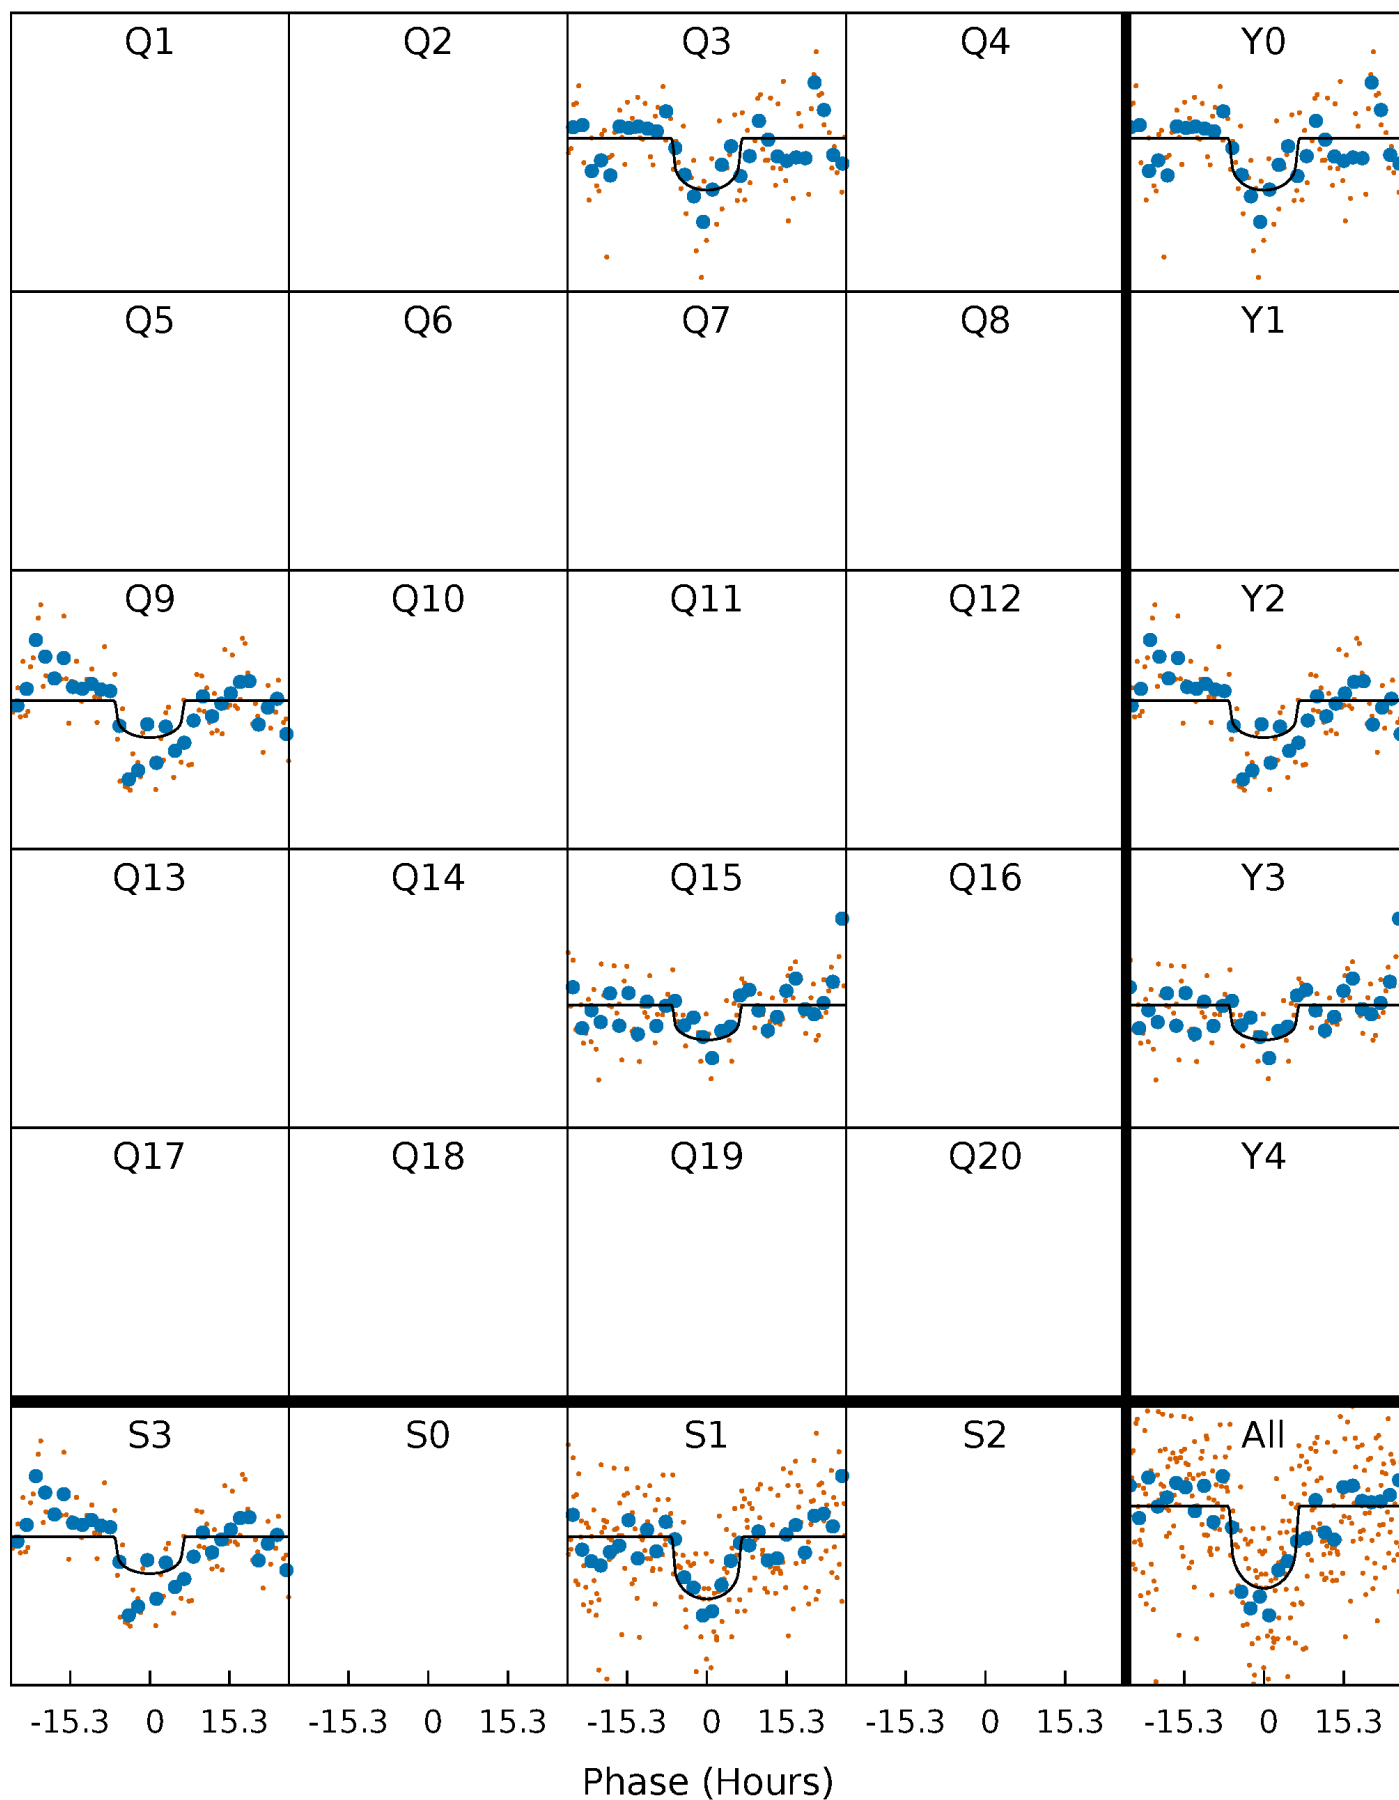 Q1 Q2 Q3 Q4 Y0
Q5 Q6 Q7 Q8 Y1
Q9 Q10 Q11 Q12 Y2
Q13 Q14 Q15 Q16 Y3
Q17 Q18 Q19 Q20 Y4
S3 S0 S1 S2 All
-15.3 0 15.3 -15.3 0 15.3 -15.3 0 15.3 -15.3 0 15.3 -15.3 0 15.3
Phase (Hours)